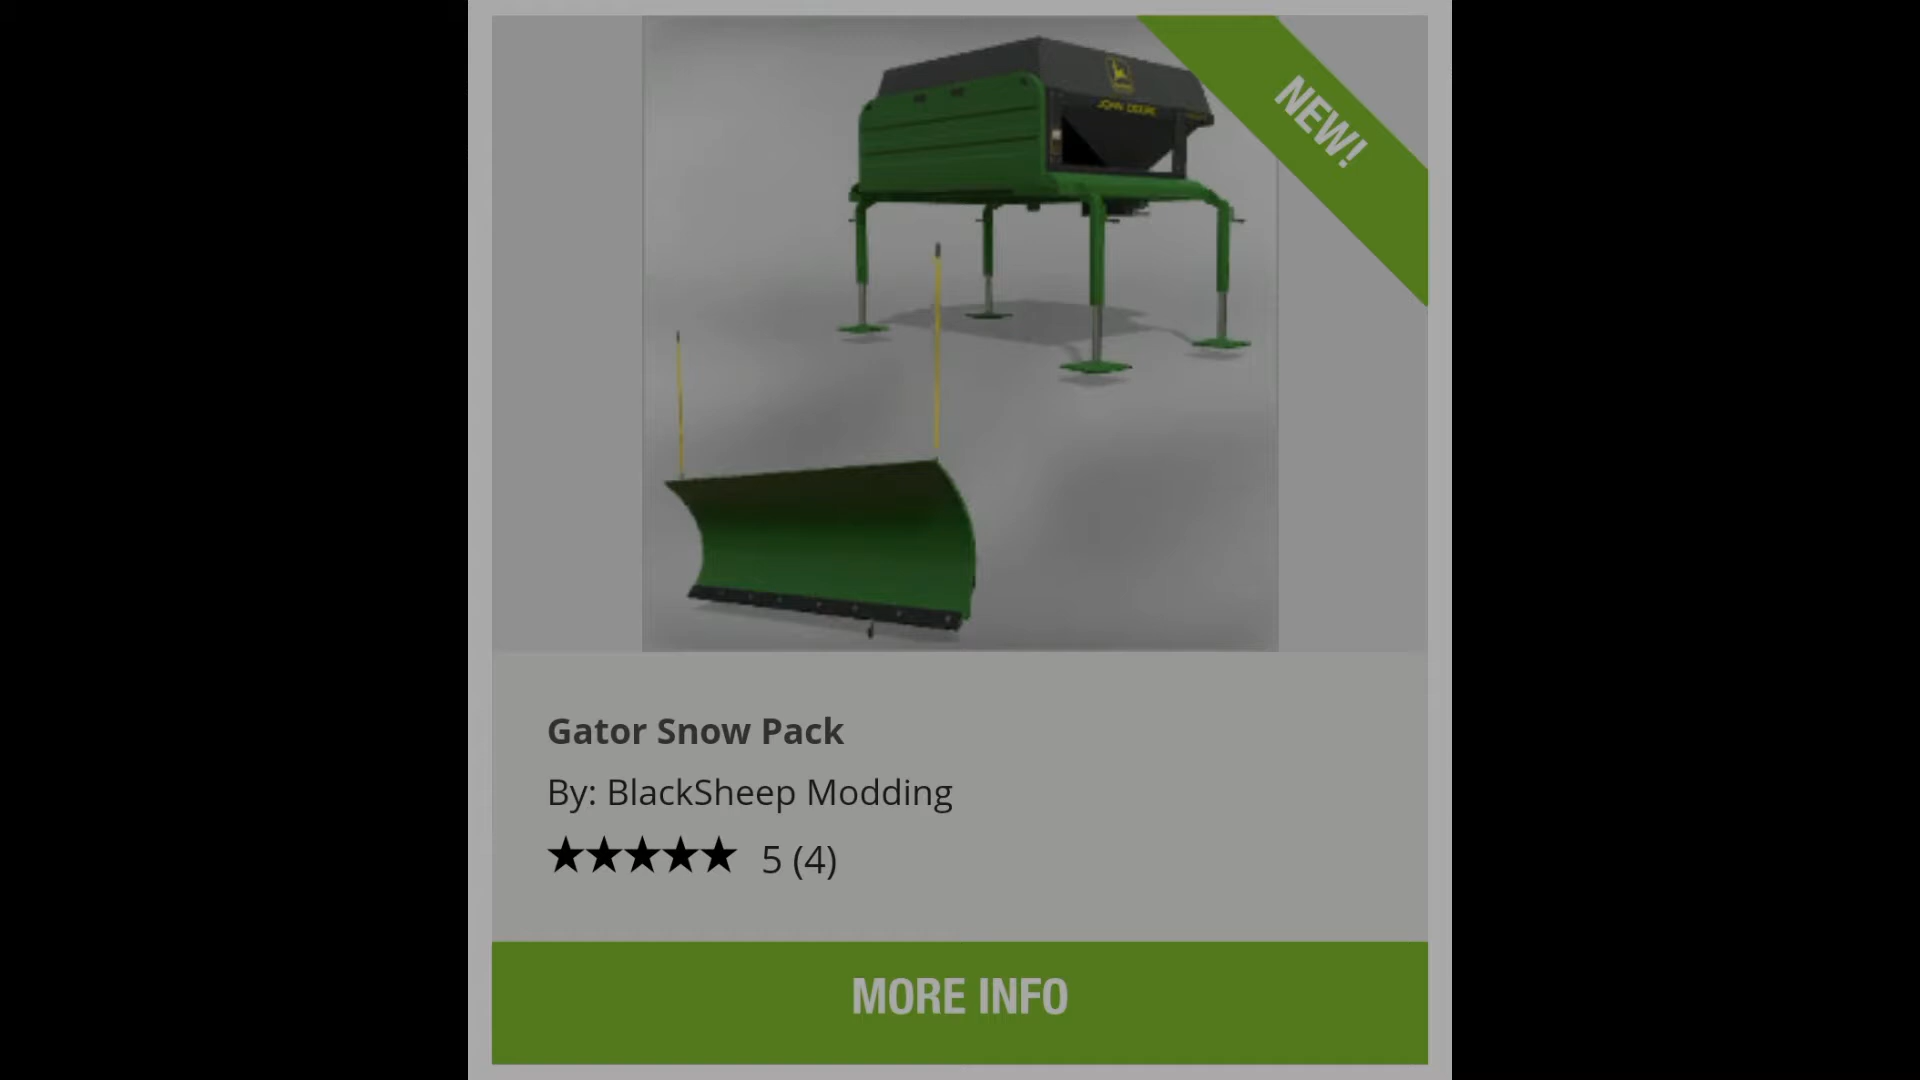 NEW!
JOHN DEERE
Gator Snow Pack
By: BlackSheep Modding
★★★★★ 5 (4)
MORE INFO